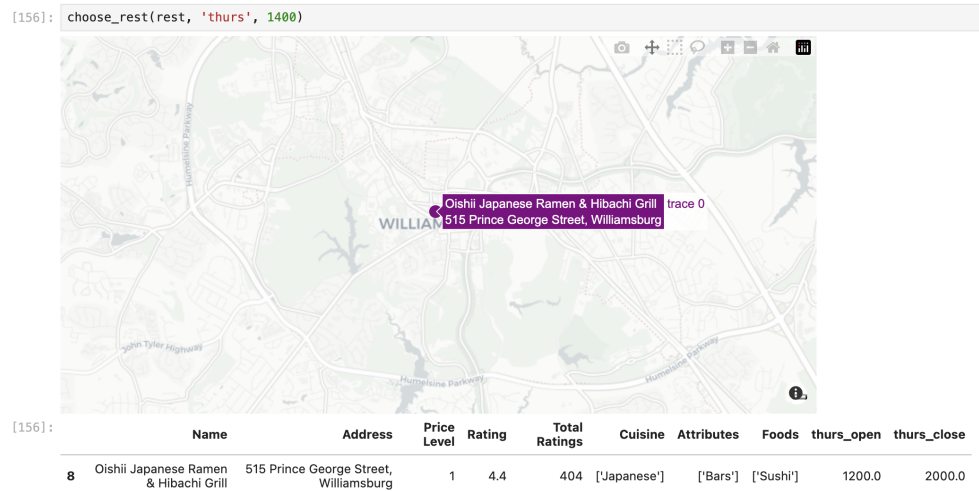 [156]: choose_rest(rest, 'thurs', 1400)
Humelsine Parkway
Oishii Japanese Ramen & Hibachi Grill trace 0
WILLIAM 515 Prince George Street, Williamsburg
John Tyler Highway
Humelsine Parkway
Humelsine Parkway
[156]:
Name Address Price Level Rating Total Ratings Cuisine Attributes Foods thurs_open thurs_close
8 Oishii Japanese Ramen 515 Prince George Street, 1 4.4 404 ['Japanese'] ['Bars'] ['Sushi'] 1200.0 2000.0
& Hibachi Grill Williamsburg